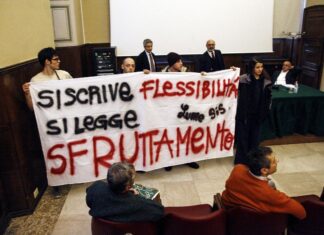 SI SCRIVE FLESSIBILITÀ
SI LEGGE
SFRUTTAMENTO